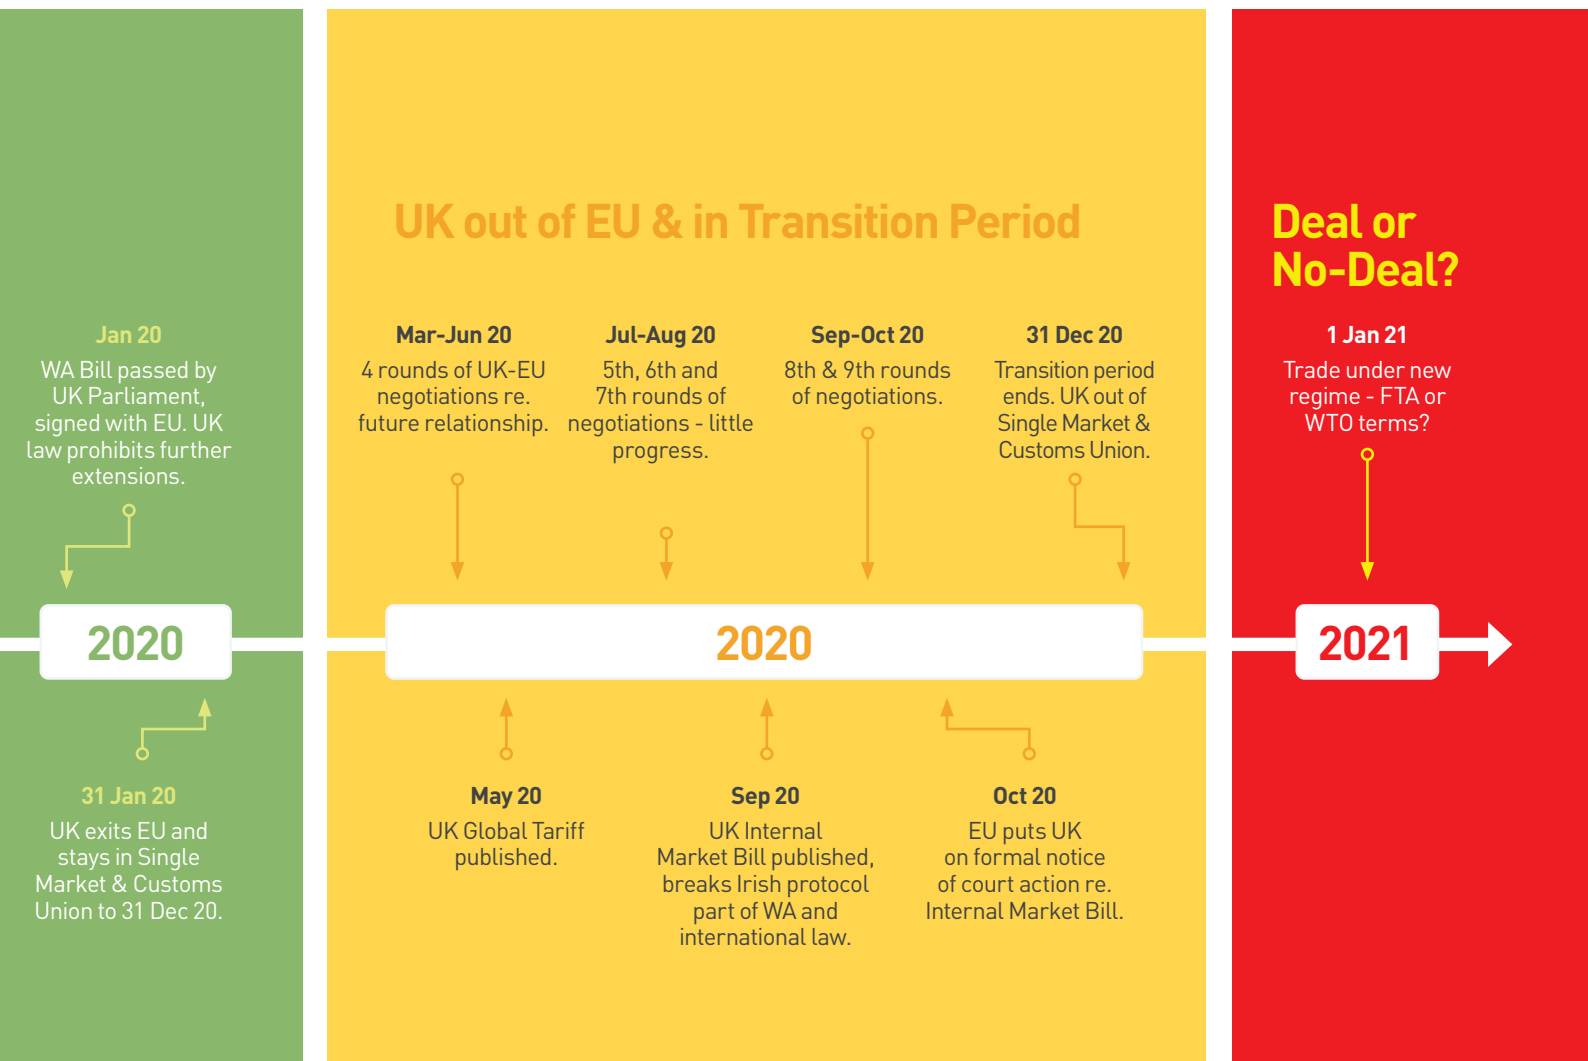 UK out of EU & in Transition Period
Deal or
No-Deal?
Jan 20
WA Bill passed by
UK Parliament,
signed with EU. UK
law prohibits further
extensions.
Mar-Jun 20
4 rounds of UK-EU
negotiations re.
future relationship.
Jul-Aug 20
5th, 6th and
7th rounds of
negotiations - little
progress.
Sep-Oct 20
8th & 9th rounds
of negotiations.
31 Dec 20
Transition period
ends. UK out of
Single Market &
Customs Union.
1 Jan 21
Trade under new
regime - FTA or
WTO terms?
2020
2020
2021
31 Jan 20
UK exits EU and
stays in Single
Market & Customs
Union to 31 Dec 20.
May 20
UK Global Tariff
published.
Sep 20
UK Internal
Market Bill published,
breaks Irish protocol
part of WA and
international law.
Oct 20
EU puts UK
on formal notice
of court action re.
Internal Market Bill.